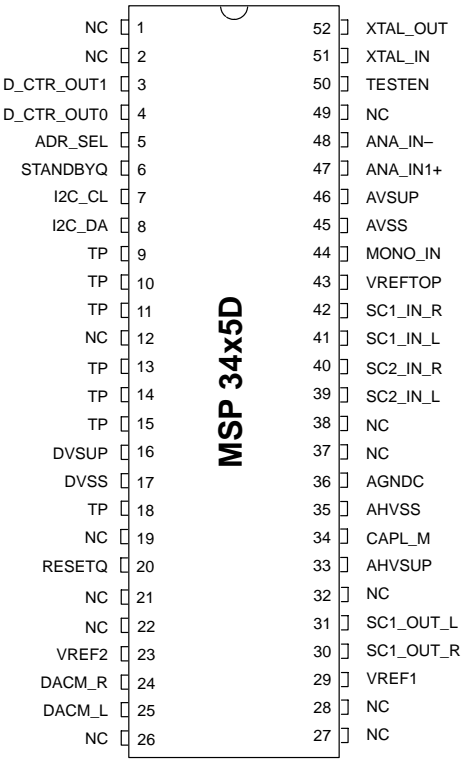 NC 1 52 XTAL_OUT
NC 2 51 XTAL_IN
D_CTR_OUT1 3 50 TESTEN
D_CTR_OUT0 4 49 NC
ADR_SEL 5 48 ANA_IN–
STANDBYQ 6 47 ANA_IN1+
I2C_CL 7 46 AVSUP
I2C_DA 8 45 AVSS
TP 9 44 MONO_IN
TP 10 43 VREFTOP
TP 11 42 SC1_IN_R
NC 12 41 SC1_IN_L
TP 13 40 SC2_IN_R
TP 14 39 SC2_IN_L
TP 15 38 NC
DVSUP 16 37 NC
DVSS 17 36 AGNDC
TP 18 35 AHVSS
NC 19 34 CAPL_M
RESETQ 20 33 AHVSUP
NC 21 32 NC
NC 22 31 SC1_OUT_L
VREF2 23 30 SC1_OUT_R
DACM_R 24 29 VREF1
DACM_L 25 28 NC
NC 26 27 NC
MSP 34x5D